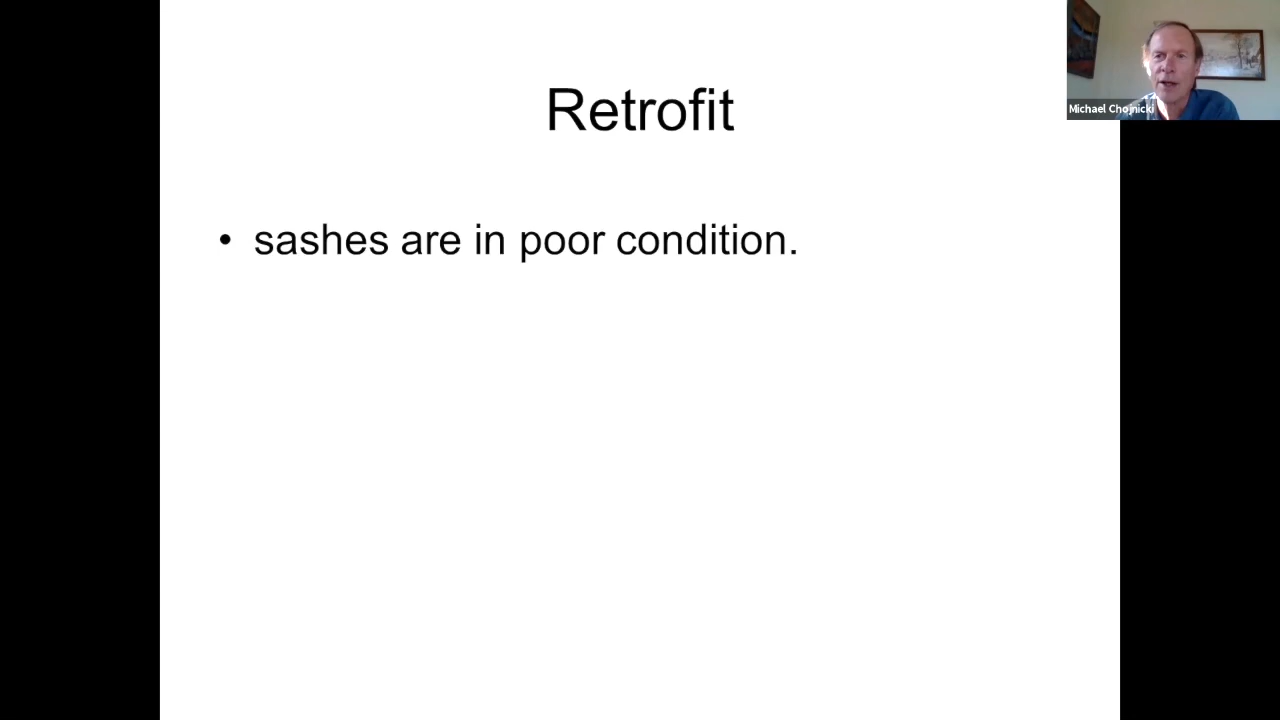 Retrofit
Michael Chojnicki
• sashes are in poor condition.